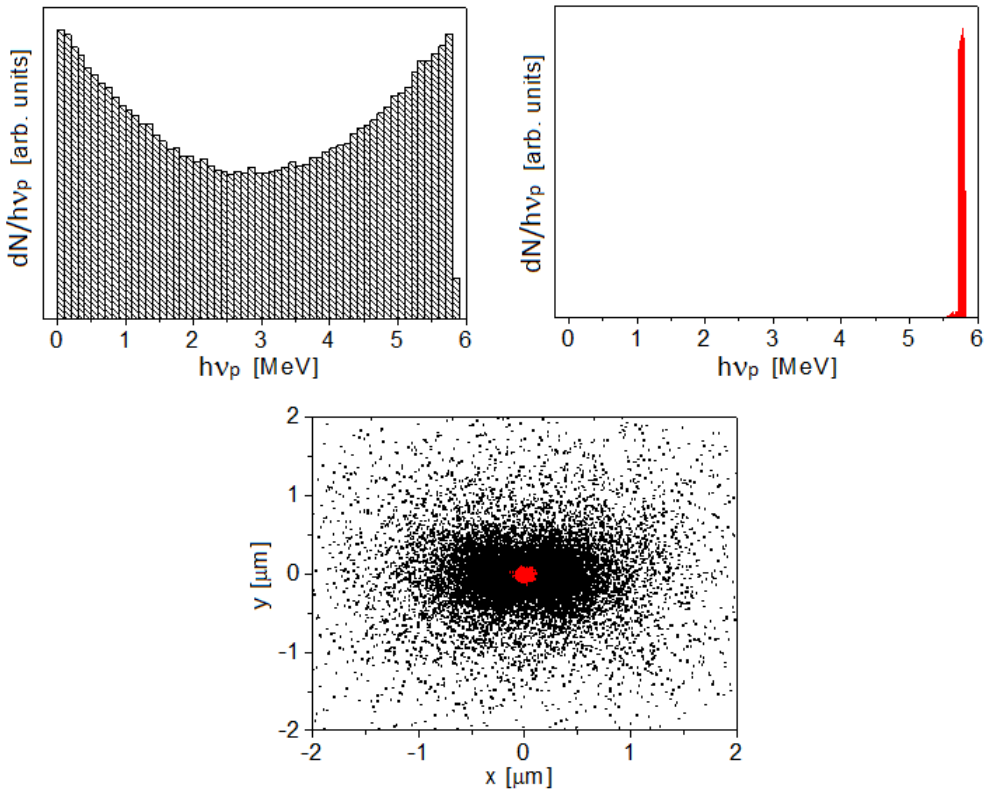 dN/hνp [arb. units]
0 1 2 3 4 5 6
hνp [MeV]
dN/hνp [arb. units]
0 1 2 3 4 5 6
hνp [MeV]
2
1
0
-1
-2
y [μm]
-2 -1 0 1 2
x [μm]